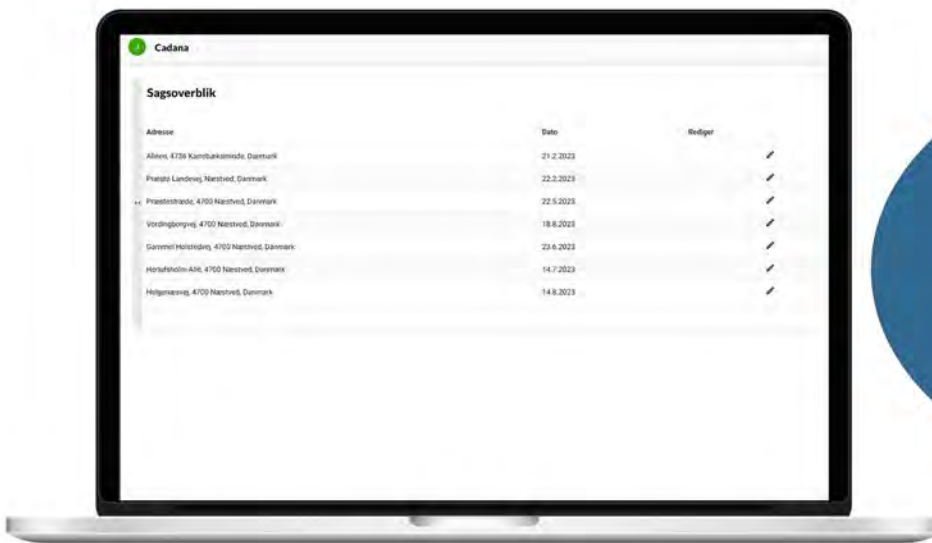 Cadana
Sagsoverblik
Adresse Dato Rediger
Alleen, 4736 Karrebæksminde, Danmark 21.2.2023
Præstø Landevej, Næstved, Danmark 22.2.2023
Præstestræde, 4700 Næstved, Danmark 22.5.2023
Vordingborgvej, 4700 Næstved, Danmark 18.8.2023
Gammel Holstedvej, 4700 Næstved, Danmark 23.6.2023
Herlufsholm Allé, 4700 Næstved, Danmark 14.7.2023
4700 Næstved, Danmark 14.8.2023